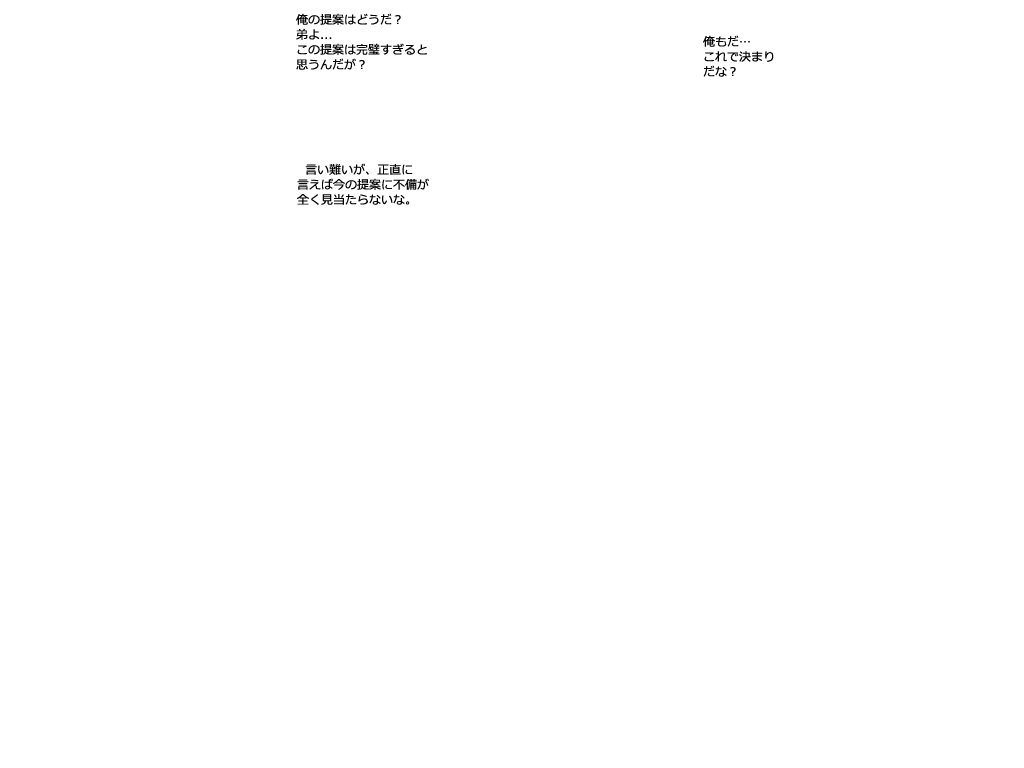 俺の提案はどうだ？
弟よ…
この提案は完璧すぎると
思うんだが？
言い難いが、正直に
言えば今の提案に不備が
全く見当たらないな。
俺もだ…
これで決まり
だな？